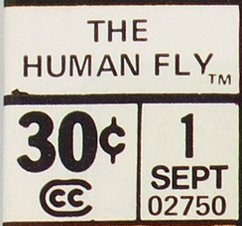 THE
HUMAN FLY™
30¢
CC
1
SEPT
02750